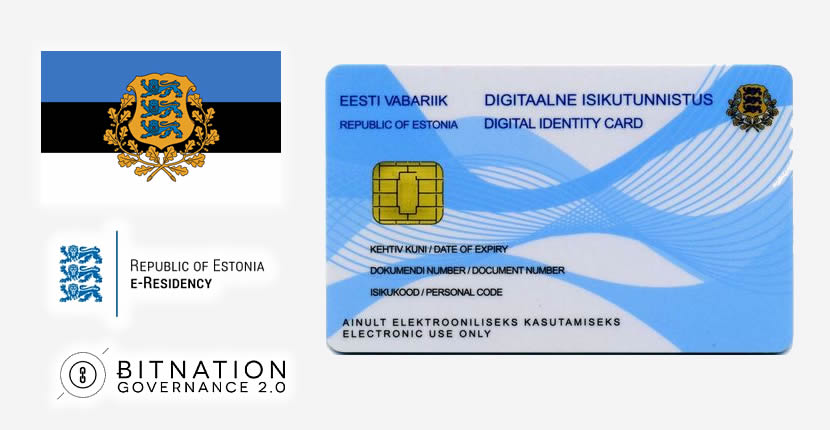 REPUBLIC OF ESTONIA
E-RESIDENCY
BITNATION
GOVERNANCE 2.0
EESTI VABARIIK DIGITAALNE ISIKUTUNNISTUS
REPUBLIC OF ESTONIA DIGITAL IDENTITY CARD
KEHTIV KUNI / DATE OF EXPIRY
DOKUMENDI NUMBER / DOCUMENT NUMBER
ISIKUKOOD / PERSONAL CODE
AINULT ELEKTROONILISEKS KASUTAMISEKS
ELECTRONIC USE ONLY